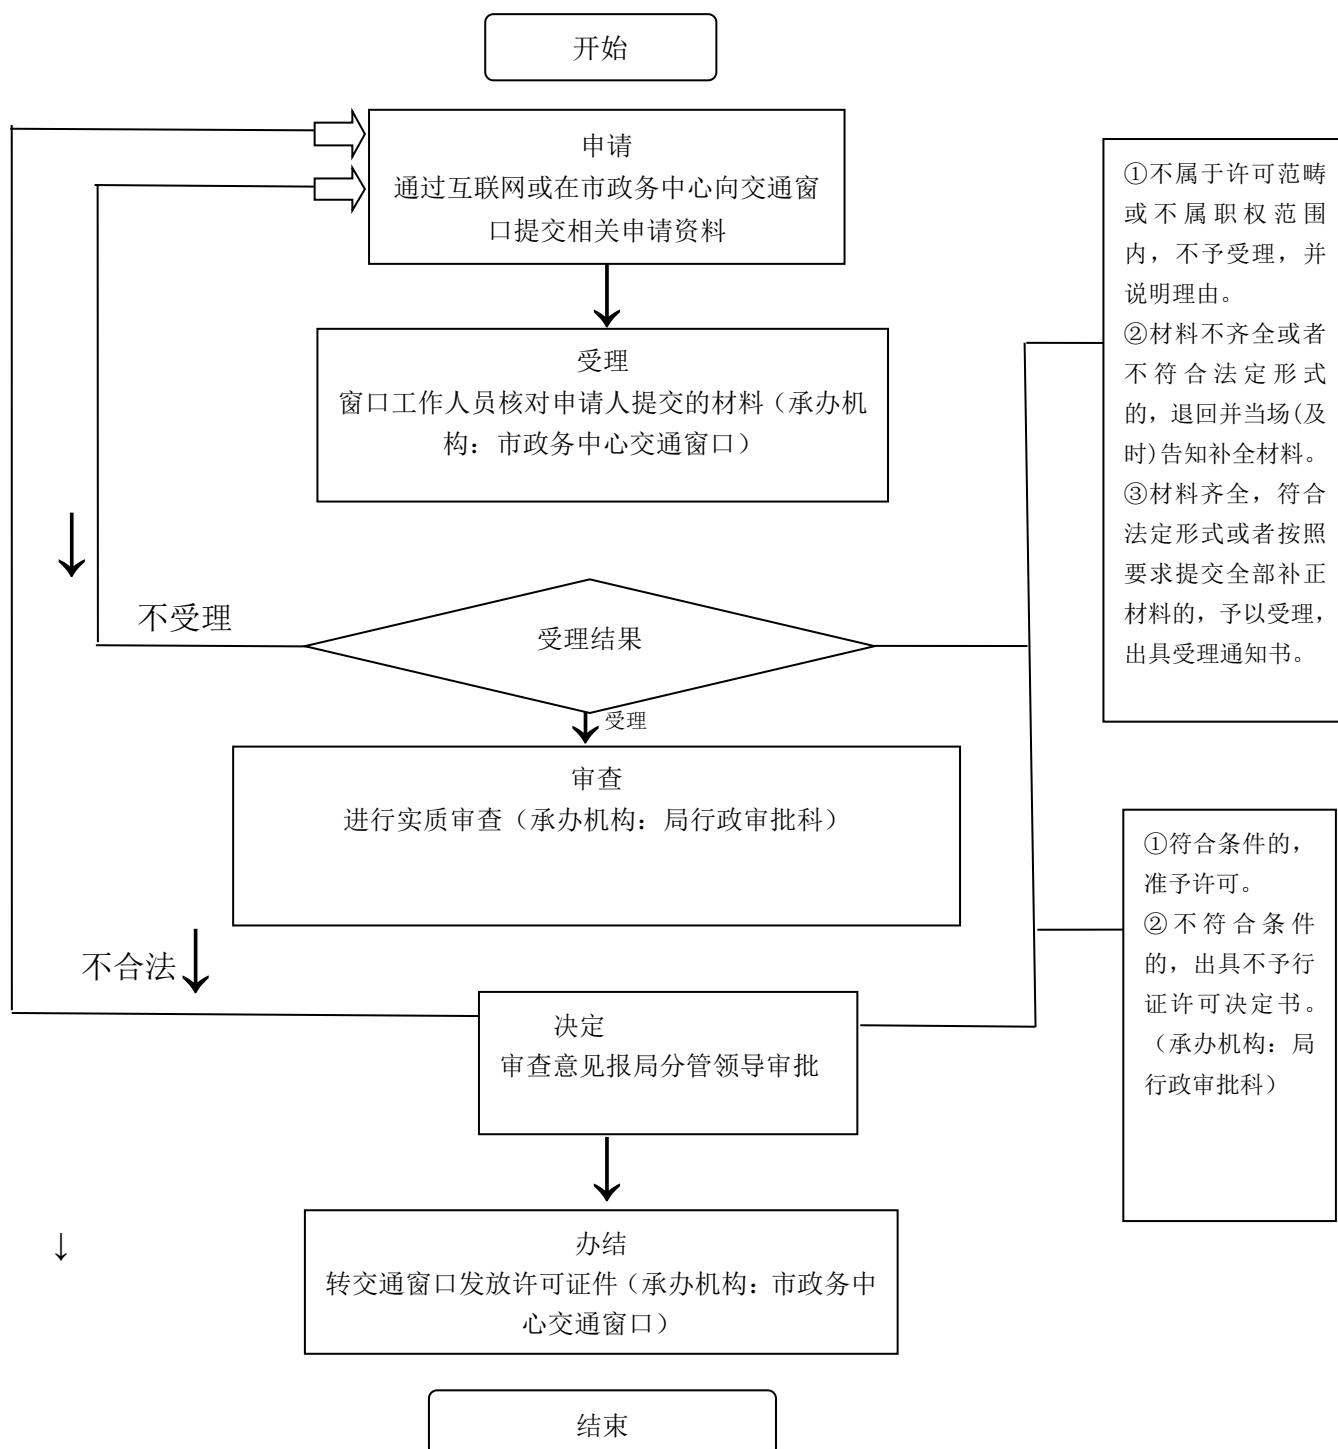 开始
申请
通过互联网或在市政务中心向交通窗
口提交相关申请资料
受理
窗口工作人员核对申请人提交的材料（承办机
构：市政务中心交通窗口）
①不属于许可范畴
或不属职权范围
内，不予受理，并
说明理由。
②材料不齐全或者
不符合法定形式
的，退回并当场(及
时)告知补全材料。
③材料齐全，符合
法定形式或者按照
要求提交全部补正
材料的，予以受理，
出具受理通知书。
不受理
受理结果
受理
审查
进行实质审查（承办机构：局行政审批科）
①符合条件的，
准予许可。
②不符合条件
的，出具不予行
证许可决定书。
（承办机构：局
行政审批科）
不合法
决定
审查意见报局分管领导审批
办结
转交通窗口发放许可证件（承办机构：市政务中
心交通窗口）
结束